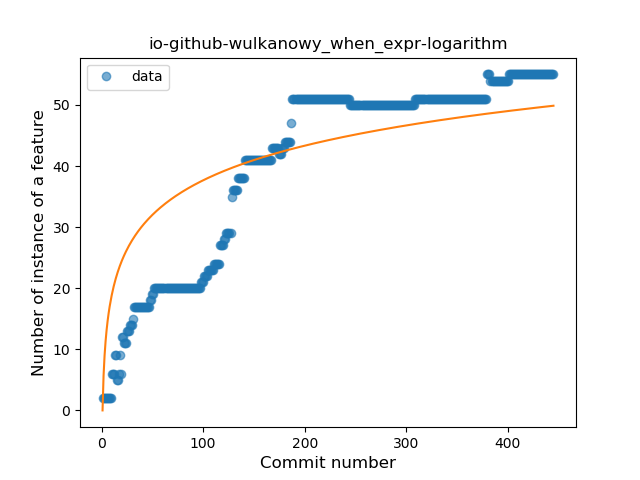 io-github-wulkanowy_when_expr-logarithm
data
Number of instance of a feature
50
40
30
20
10
0
0 100 200 300 400
Commit number